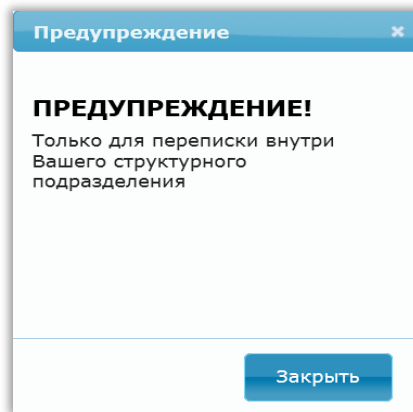 Предупреждение
ПРЕДУПРЕЖДЕНИЕ!
Только для переписки внутри
Вашего структурного
подразделения
Закрыть